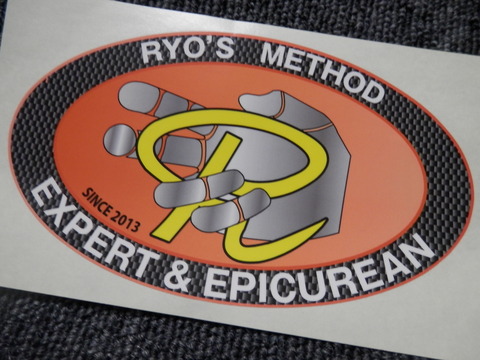 RYO'S METHOD
R
SINCE 2013
EXPERT & EPICUREAN